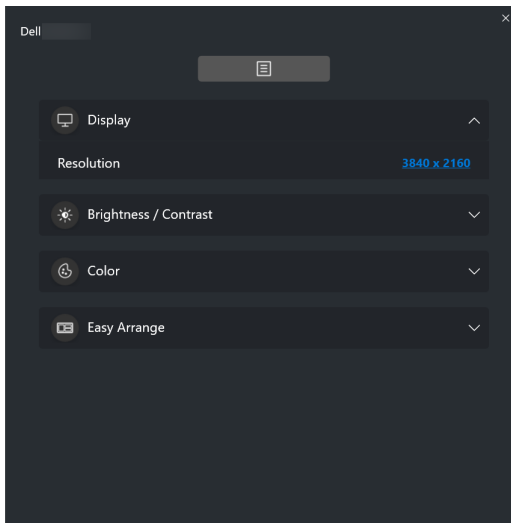 Dell
Display
Resolution 3840 x 2160
Brightness / Contrast
Color
Easy Arrange